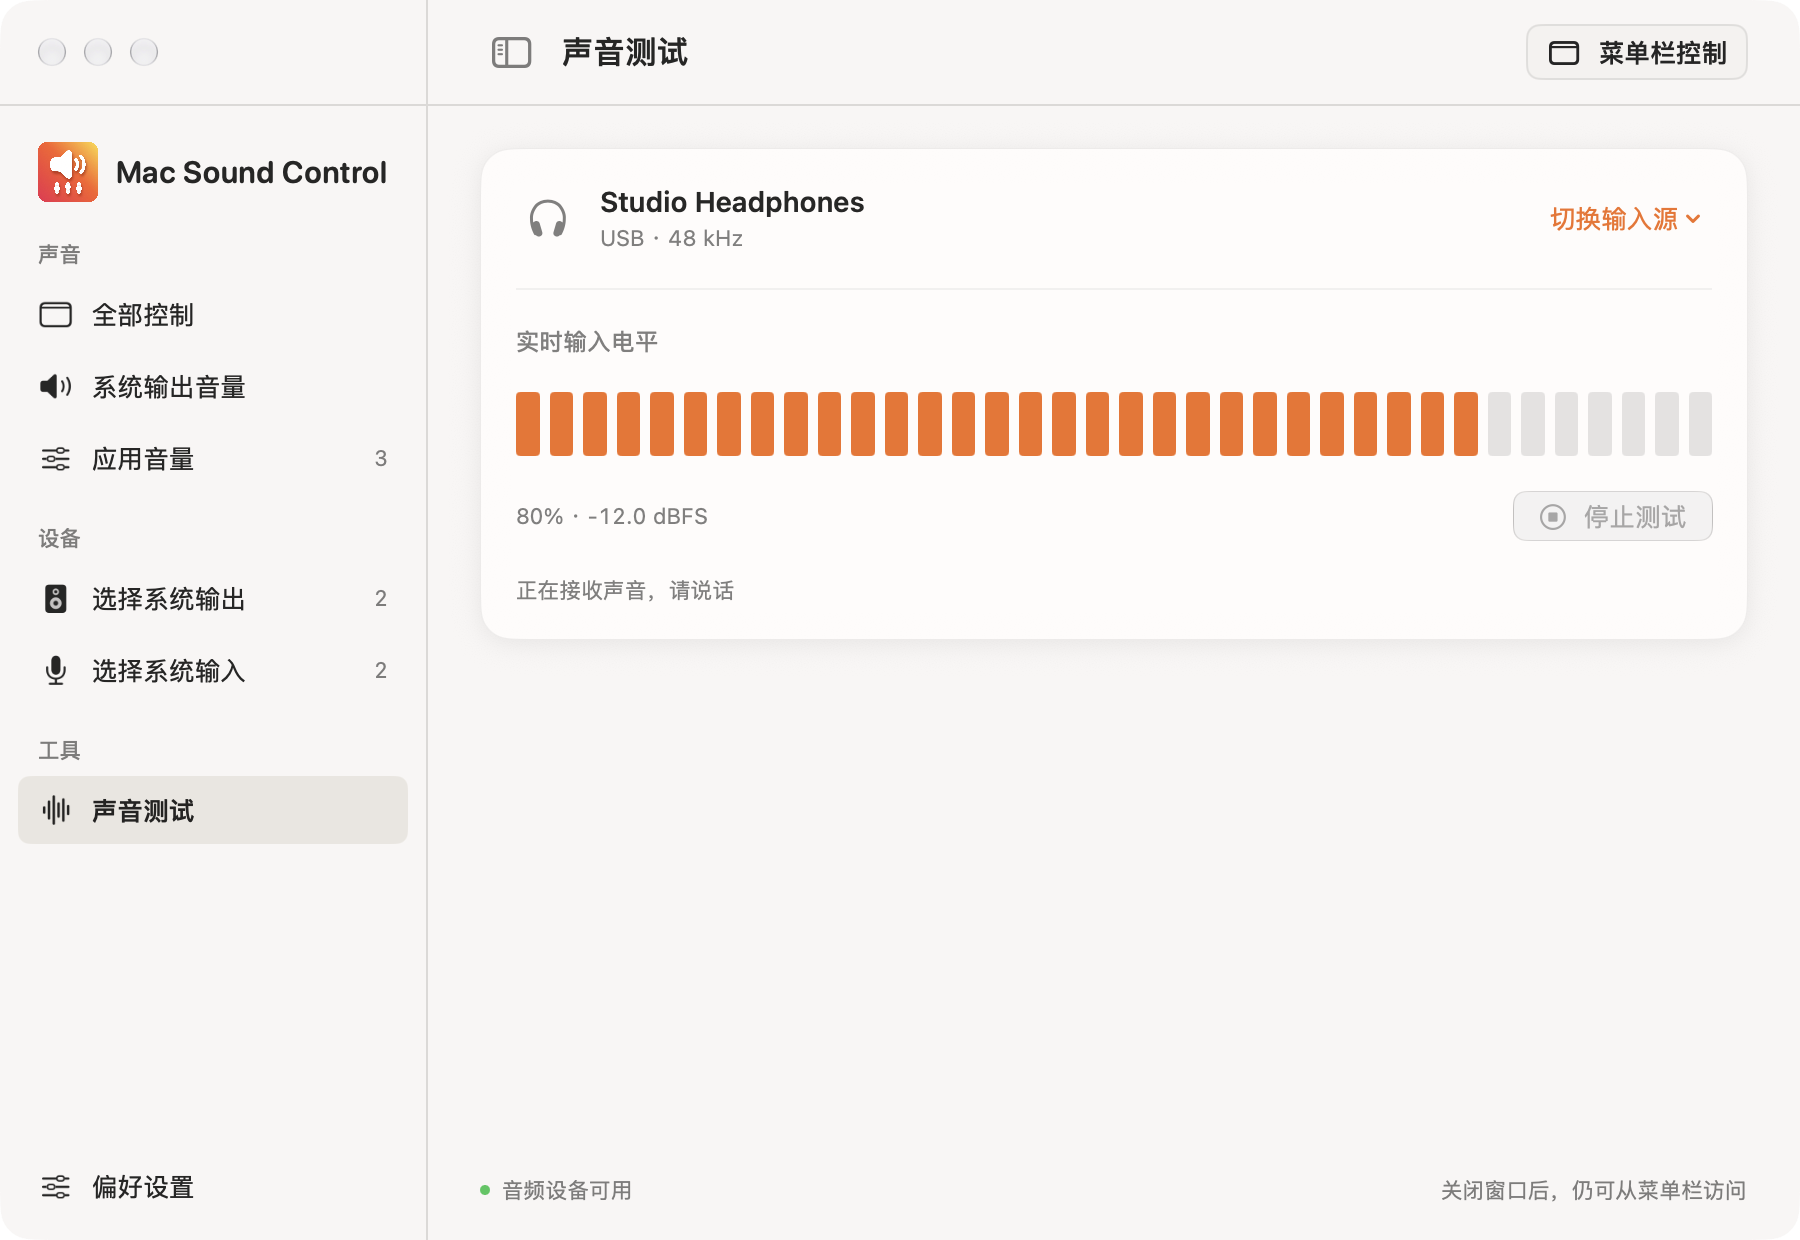 声音测试
菜单栏控制
Mac Sound Control
声音
全部控制
系统输出音量
应用音量 3
设备
选择系统输出 2
选择系统输入 2
工具
声音测试
偏好设置
Studio Headphones
USB · 48 kHz
切换输入源
实时输入电平
80% · -12.0 dBFS
停止测试
正在接收声音，请说话
音频设备可用
关闭窗口后，仍可从菜单栏访问